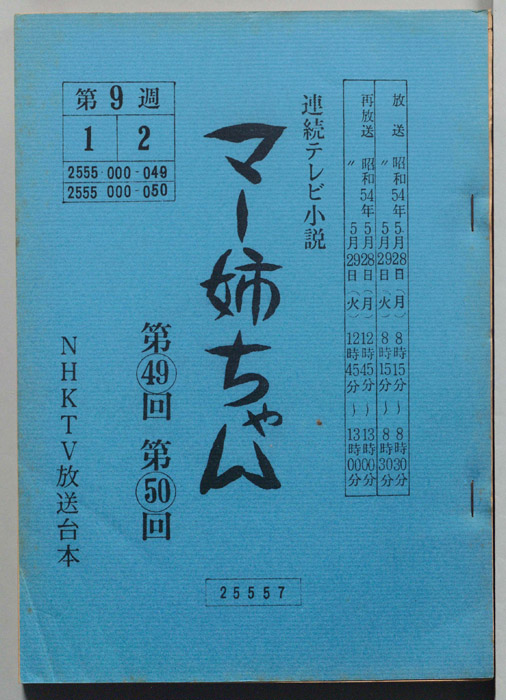 放送 昭和54年5月28日(月) 8時15分〜8時30分
〃 5月29日(火) 8時15分〜8時30分
再放送 昭和54年5月28日(月) 12時45分〜13時00分
〃 5月29日(火) 12時45分〜13時00分
連続テレビ小説
マー姉ちゃん
第㊾回 第㊿回
第9週
1 2
2555-000-049
2555 000-050
NHKTV放送台本
25557